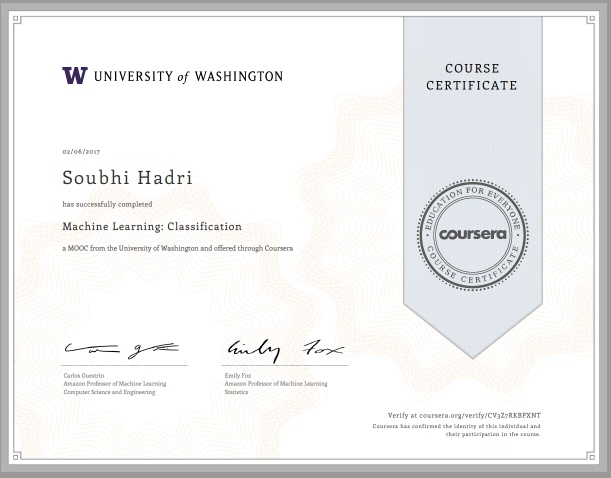 W UNIVERSITY of WASHINGTON
COURSE
CERTIFICATE
02/06/2017
Soubhi Hadri
has successfully completed
Machine Learning: Classification
a MOOC from the University of Washington and offered through Coursera
EDUCATION FOR EVERYONE
coursera
COURSE CERTIFICATE
Emily Fox
Carlos Guestrin
Amazon Professor of Machine Learning
Computer Science and Engineering
Emily Fox
Amazon Professor of Machine Learning
Statistics
Verify at coursera.org/verify/CV3Z7RKBPXNT
Coursera has confirmed the identity of this individual and
their participation in the course.